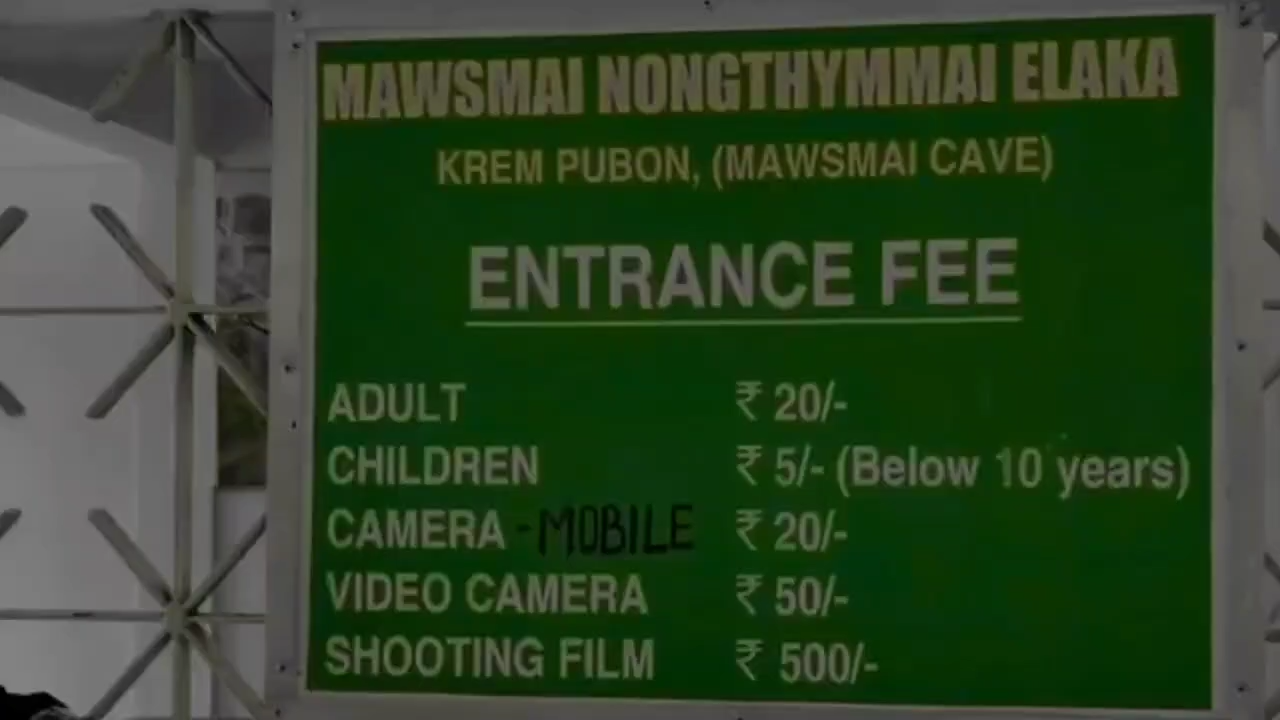 MAWSMAI NONGTHYMMAI ELAKA
KREM PUBON, (MAWSMAI CAVE)
ENTRANCE FEE
ADULT ₹ 20/-
CHILDREN ₹ 5/- (Below 10 years)
CAMERA - MOBILE ₹ 20/-
VIDEO CAMERA ₹ 50/-
SHOOTING FILM ₹ 500/-